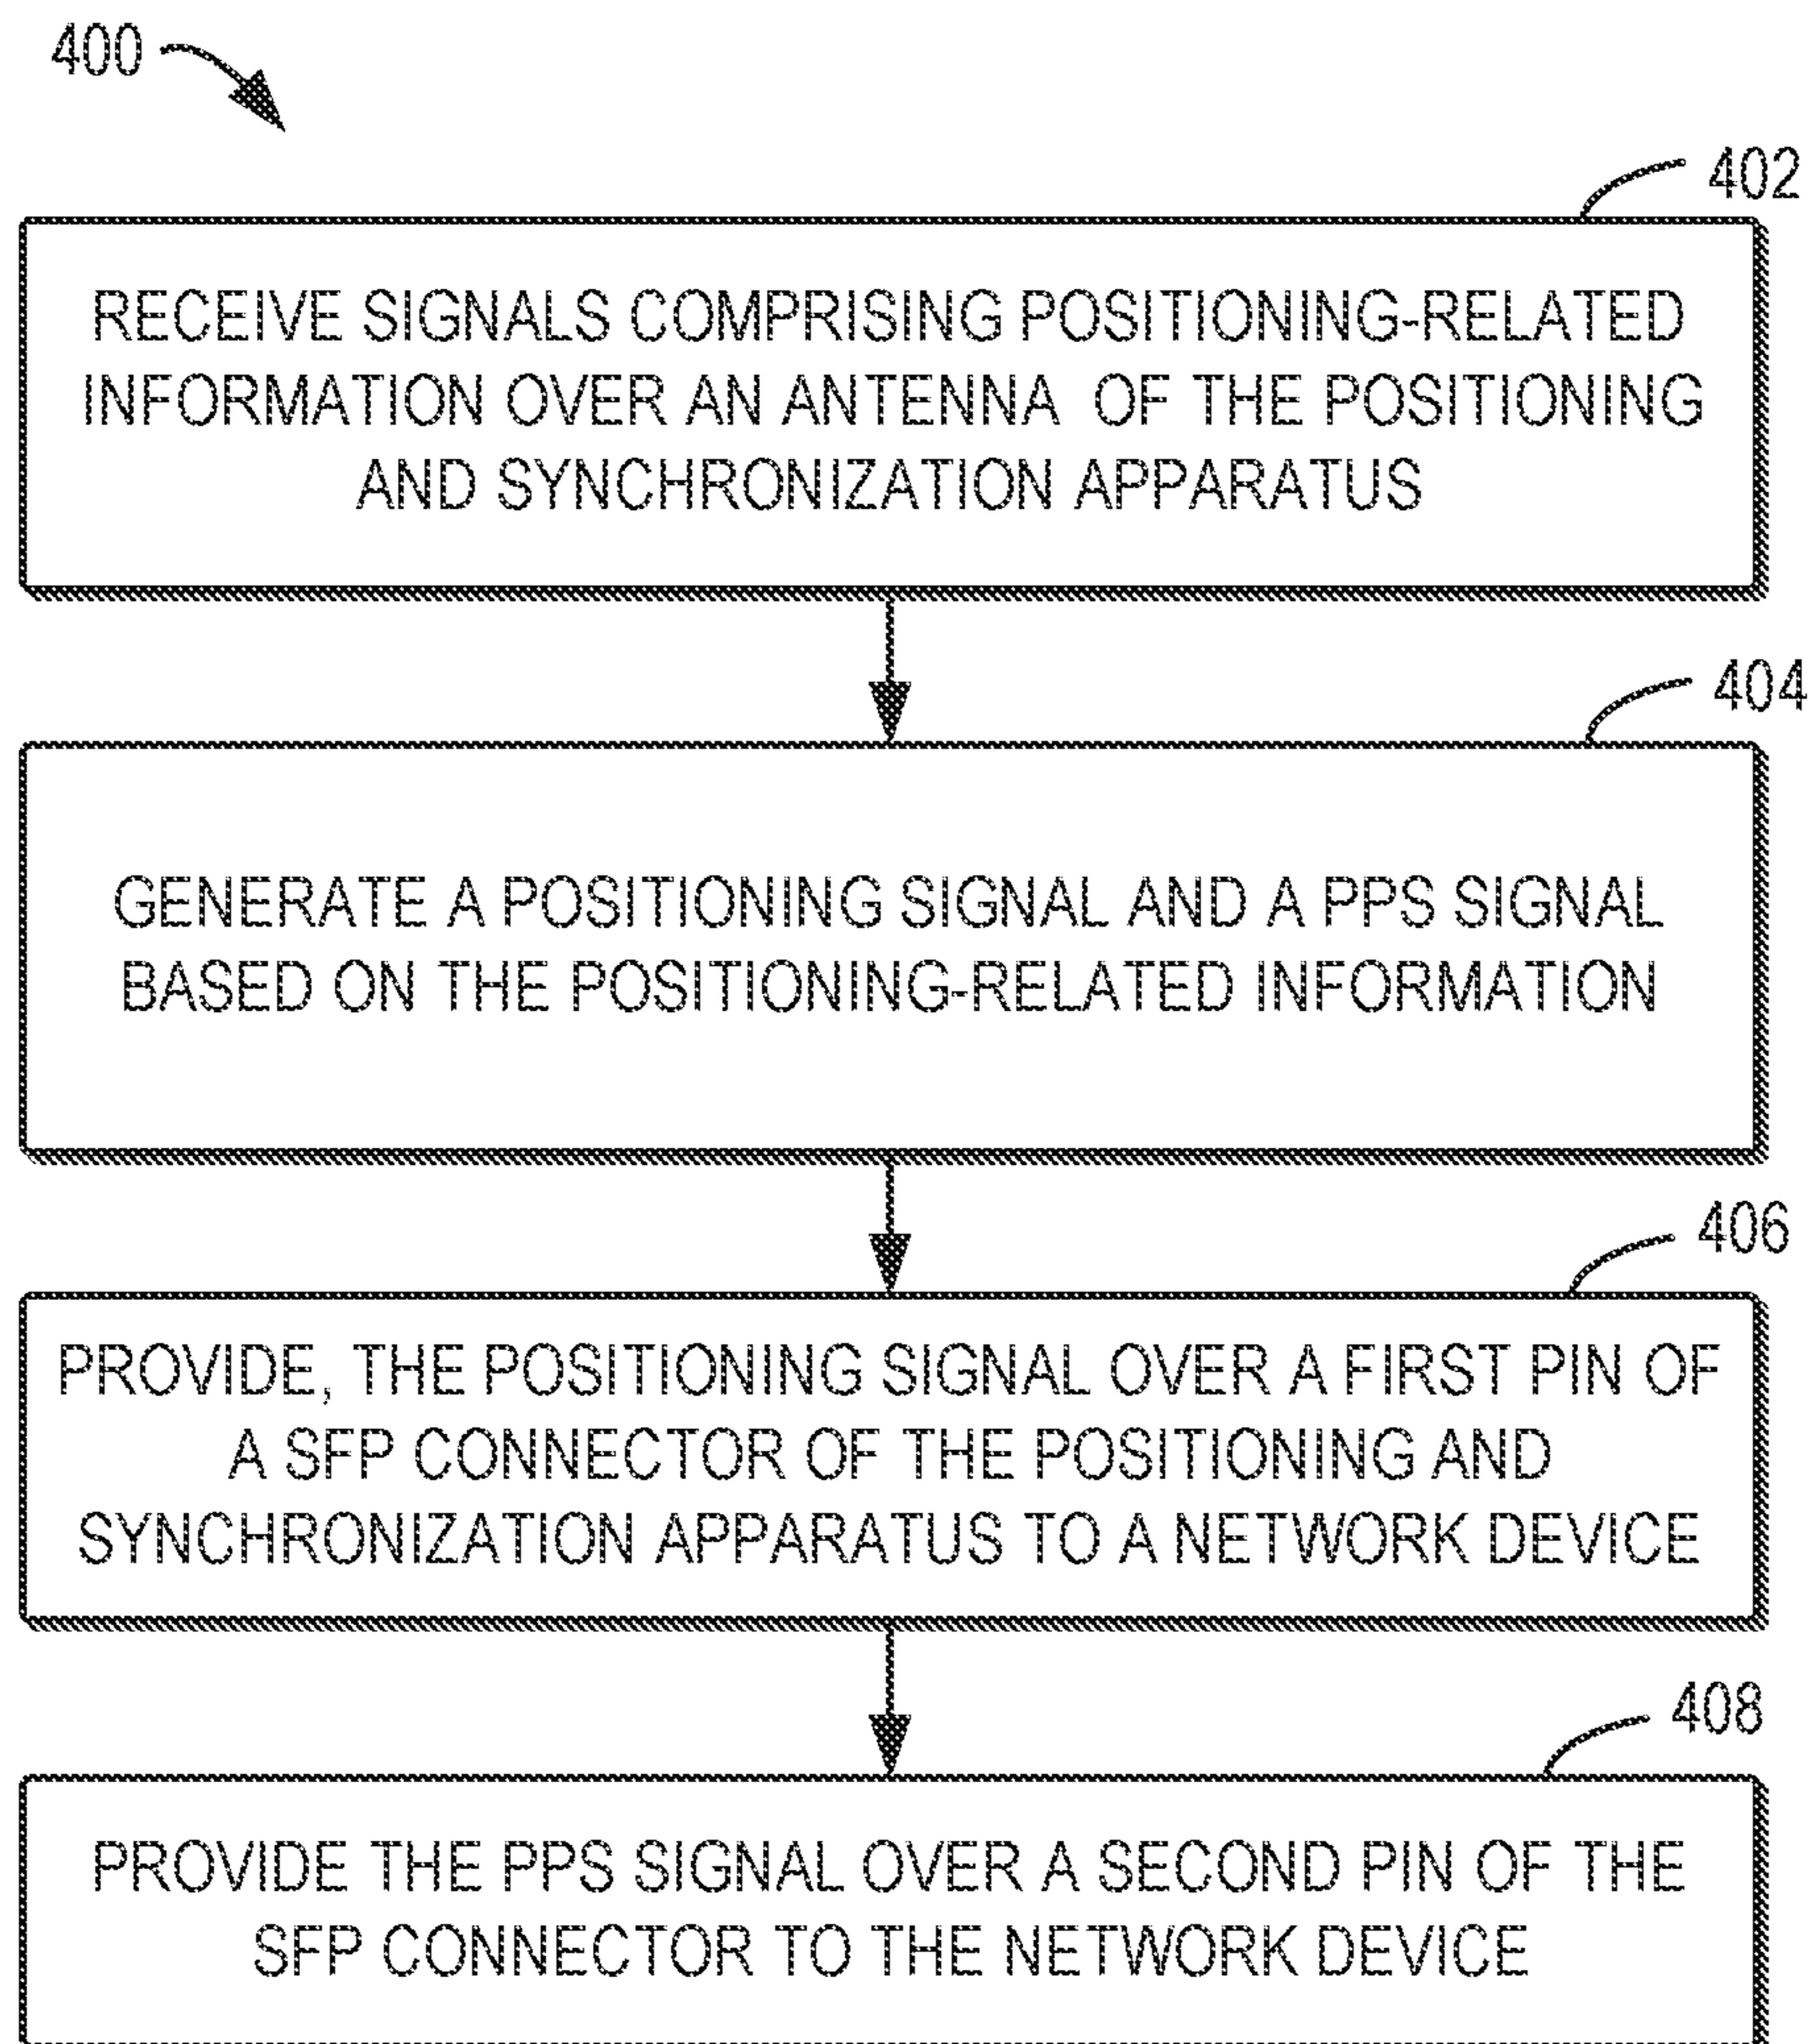 400
402
RECEIVE SIGNALS COMPRISING POSITIONING-RELATED
INFORMATION OVER AN ANTENNA OF THE POSITIONING
AND SYNCHRONIZATION APPARATUS
404
GENERATE A POSITIONING SIGNAL AND A PPS SIGNAL
BASED ON THE POSITIONING-RELATED INFORMATION
406
PROVIDE, THE POSITIONING SIGNAL OVER A FIRST PIN OF
A SFP CONNECTOR OF THE POSITIONING AND
SYNCHRONIZATION APPARATUS TO A NETWORK DEVICE
408
PROVIDE THE PPS SIGNAL OVER A SECOND PIN OF THE
SFP CONNECTOR TO THE NETWORK DEVICE